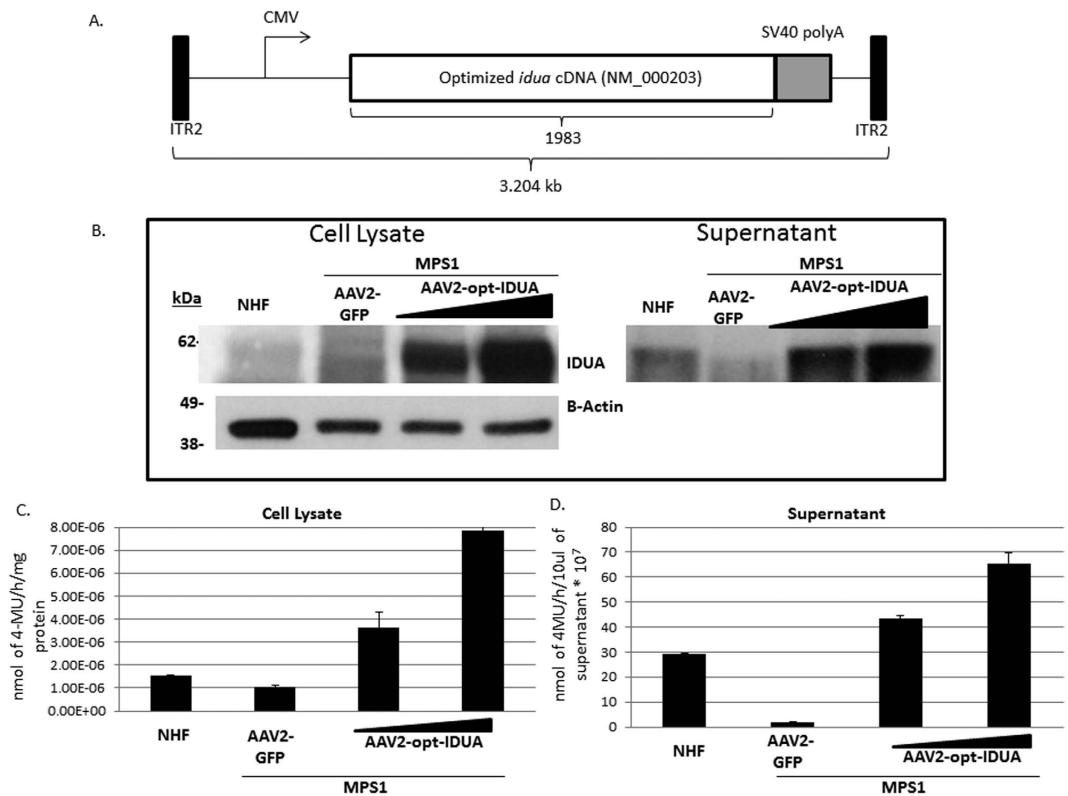 A.
CMV
SV40 polyA
Optimized idua cDNA (NM_000203)
ITR2
ITR2
1983
3.204 kb
B.
Cell Lysate
Supernatant
MPS1
MPS1
kDa
NHF
AAV2-
GFP
AAV2-opt-IDUA
NHF
AAV2-
GFP
AAV2-opt-IDUA
62-
IDUA
49-
B-Actin
38-
C.
Cell Lysate
nmol of 4-MU/h/mg
protein
8.00E-06
7.00E-06
6.00E-06
5.00E-06
4.00E-06
3.00E-06
2.00E-06
1.00E-06
0.00E+00
NHF
AAV2-
GFP
AAV2-opt-IDUA
MPS1
D.
Supernatant
nmol of 4MU/h/10ul of
supernatant * 10^7
80
70
60
50
40
30
20
10
0
NHF
AAV2-
GFP
AAV2-opt-IDUA
MPS1